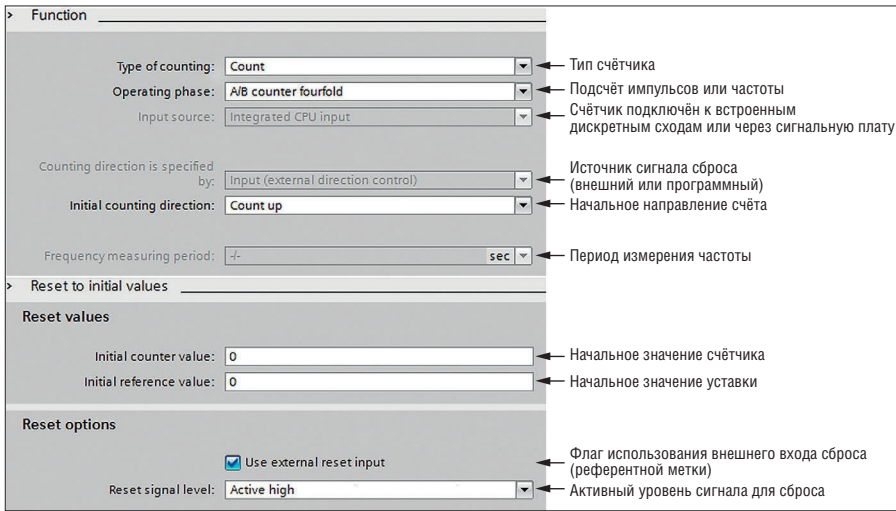 > Function
Type of counting: Count Тип счётчика
Operating phase: A/B counter fourfold Подсчёт импульсов или частоты
Input source: Integrated CPU input Счётчик подключён к встроенным
дискретным сходам или через сигнальную плату
Counting direction is specified
by: Input (external direction control) Источник сигнала сброса
(внешний или программный)
Initial counting direction: Count up Начальное направление счёта
Frequency measuring period: -/- sec Период измерения частоты
> Reset to initial values
Reset values
Initial counter value: 0 Начальное значение счётчика
Initial reference value: 0 Начальное значение уставки
Reset options
Use external reset input Флаг использования внешнего входа сброса
(референтной метки)
Reset signal level: Active high Активный уровень сигнала для сброса